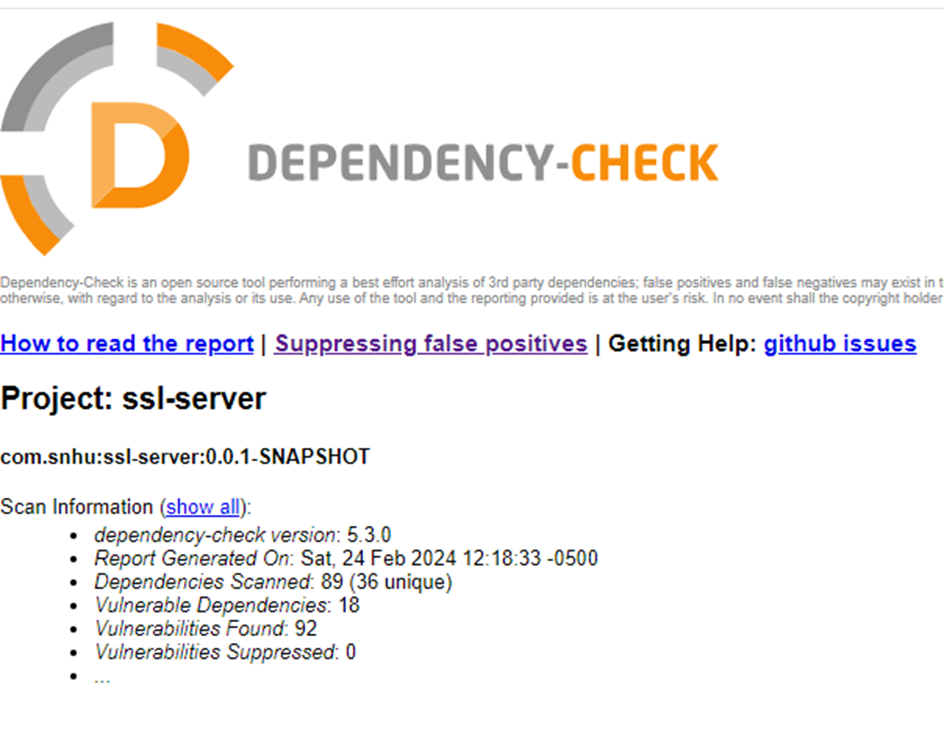 DEPENDENCY-CHECK
Dependency-Check is an open source tool performing a best effort analysis of 3rd party dependencies; false positives and false negatives may exist in t
otherwise, with regard to the analysis or its use. Any use of the tool and the reporting provided is at the user's risk. In no event shall the copyright holder
How to read the report | Suppressing false positives | Getting Help: github issues
Project: ssl-server
com.snhu:ssl-server:0.0.1-SNAPSHOT
Scan Information (show all):
• dependency-check version: 5.3.0
• Report Generated On: Sat, 24 Feb 2024 12:18:33 -0500
• Dependencies Scanned: 89 (36 unique)
• Vulnerable Dependencies: 18
• Vulnerabilities Found: 92
• Vulnerabilities Suppressed: 0
• ...